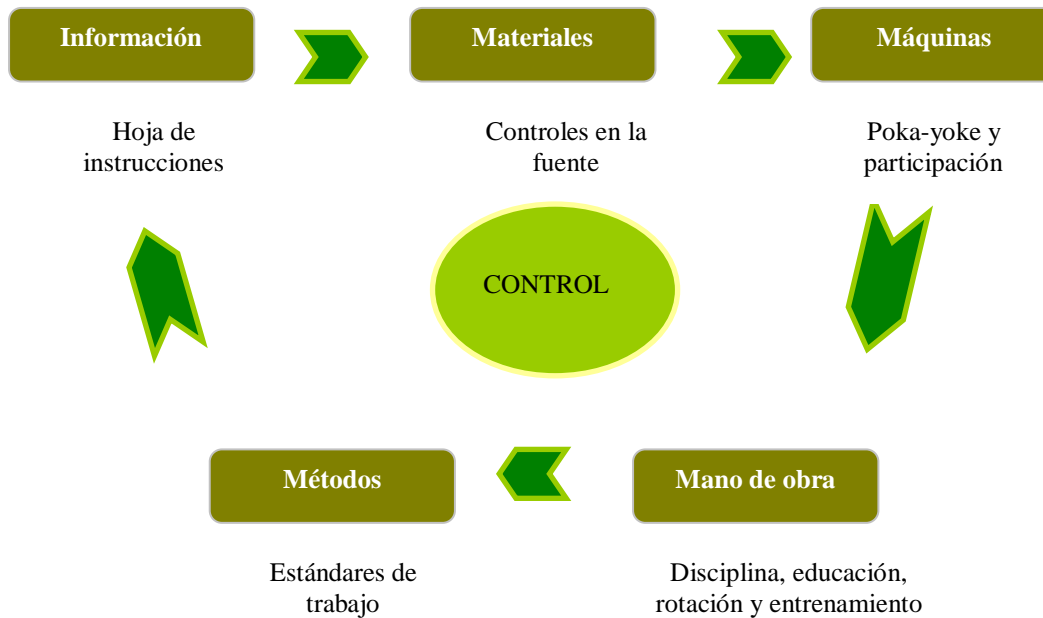 Información
Materiales
Máquinas
Hoja de
instrucciones
Controles en la
fuente
Poka-yoke y
participación
CONTROL
Métodos
Mano de obra
Estándares de
trabajo
Disciplina, educación,
rotación y entrenamiento